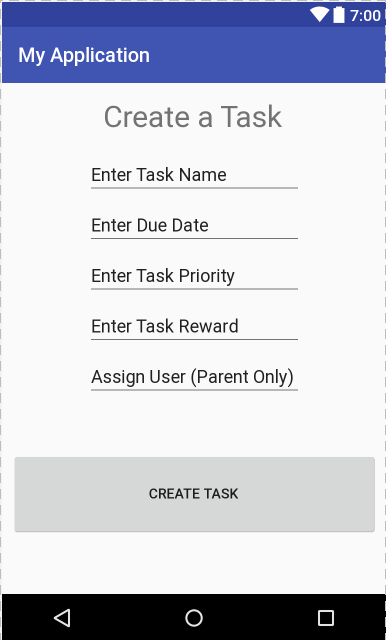 7:00
My Application
Create a Task
Enter Task Name
Enter Due Date
Enter Task Priority
Enter Task Reward
Assign User (Parent Only)
CREATE TASK